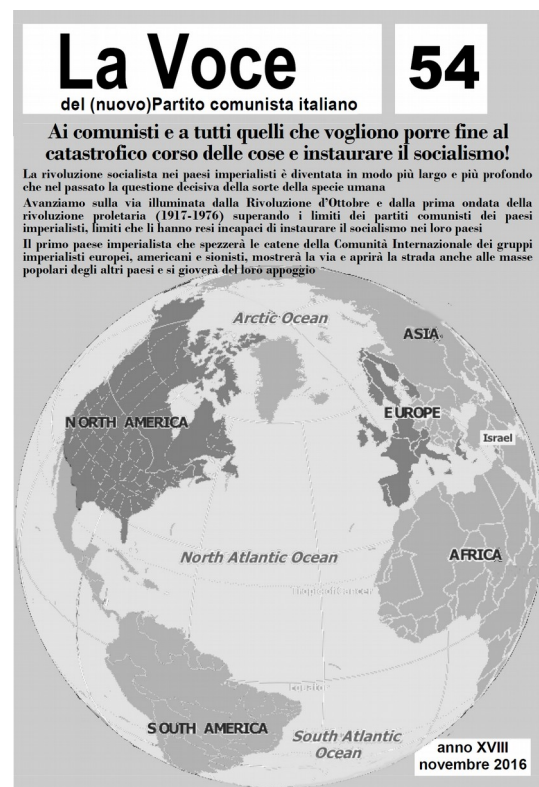 La Voce
54
del (nuovo)Partito comunista italiano
Ai comunisti e a tutti quelli che vogliono porre fine al
catastrofico corso delle cose e instaurare il socialismo!
La rivoluzione socialista nei paesi imperialisti è diventata in modo più largo e più profondo
che nel passato la questione decisiva della sorte della specie umana
Avanziamo sulla via illuminata dalla Rivoluzione d'Ottobre e dalla prima ondata della
rivoluzione proletaria (1917-1976) superando i limiti dei partiti comunisti dei paesi
imperialisti, limiti che li hanno resi incapaci di instaurare il socialismo nei loro paesi
Il primo paese imperialista che spezzerà le catene della Comunità Internazionale dei gruppi
imperialisti europei, americani e sionisti, mostrerà la via e aprirà la strada anche alle masse
popolari degli altri paesi e si gioverà del loro appoggio
Arctic Ocean
ASIA
NORTH AMERICA
EUROPE
Israel
North Atlantic Ocean
AFRICA
Tropic of Cancer
Equator
SOUTH AMERICA
South Atlantic
Ocean
anno XVIII
novembre 2016